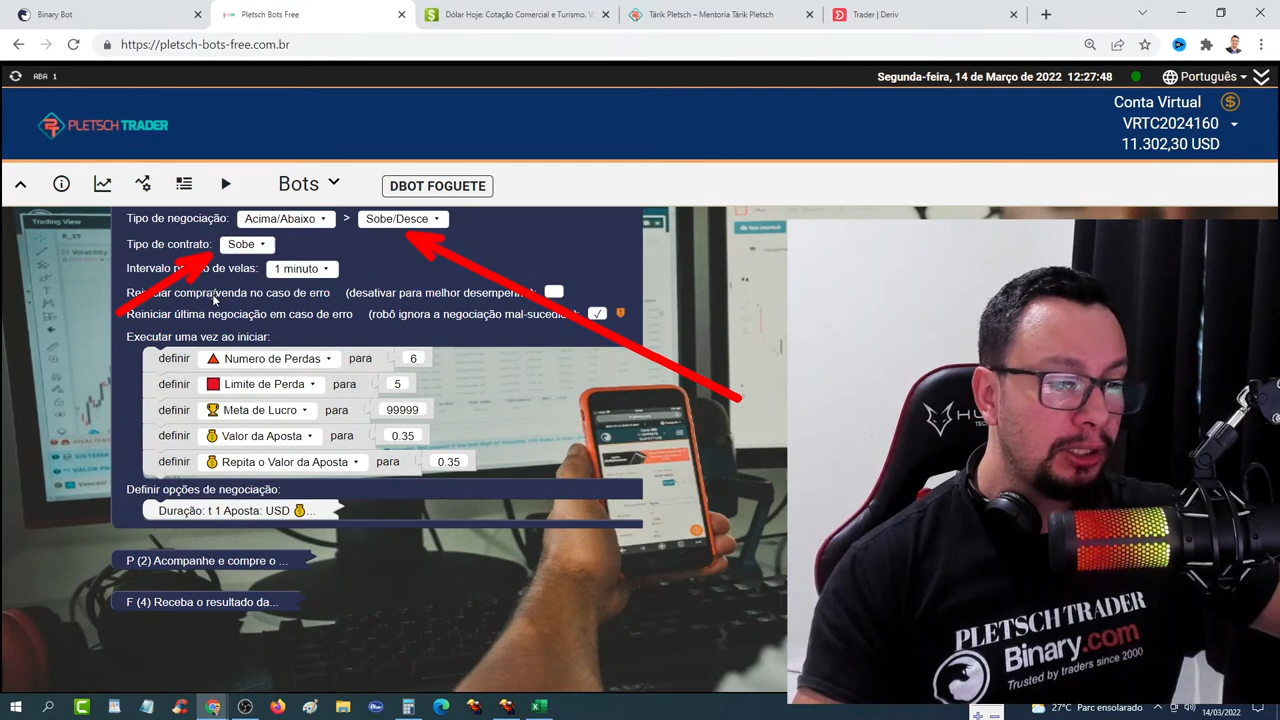 Binary Bot
Pletsch Bots Free
Dólar Hoje: Cotação Comercial e Turismo. V
Tárik Pletsch – Mentoria Tárik Pletsch
Trader | Deriv
https://pletsch-bots-free.com.br
ABA 1
Segunda-feira, 14 de Março de 2022 12:27:48
Português
PLETSCH TRADER
Conta Virtual
VRTC2024160
11.302,30 USD
Bots
DBOT FOGUETE
Trading View
Tipo de negociação: Acima/Abaixo > Sobe/Desce
Tipo de contrato: Sobe
Intervalo de velas: 1 minuto
Reiniciar compra/venda no caso de erro (desativar para melhor desempenho):
Reiniciar última negociação em caso de erro (robô ignora a negociação mal-sucedida):
Executar uma vez ao iniciar:
definir Numero de Perdas para 6
definir Limite de Perda para 5
definir Meta de Lucro para 99999
definir Valor da Aposta para 0.35
definir Repita o Valor da Aposta para 0.35
Definir opções de negociação:
Duração: t 1 Aposta: USD ...
P (2) Acompanhe e compre o ...
F (4) Receba o resultado da...
PLETSCH TRADER
Binary.com
Trusted by traders since 2000
27°C Parc ensolarado
14/03/2022